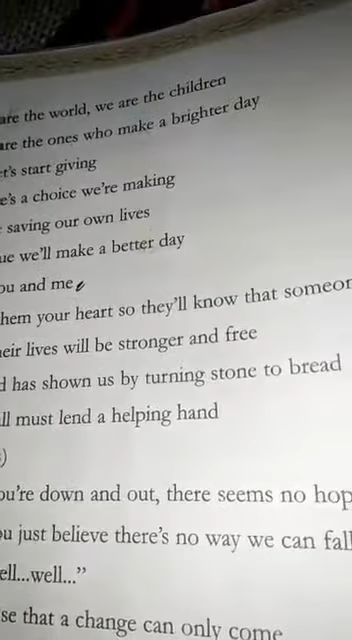 are the world, we are the children
are the ones who make a brighter day
t's start giving
e's a choice we're making
saving our own lives
ue we'll make a better day
ou and me
hem your heart so they'll know that someon
eir lives will be stronger and free
d has shown us by turning stone to bread
ll must lend a helping hand
)
ou're down and out, there seems no hop
ou just believe there's no way we can fall
ell...well..."
se that a change can only come